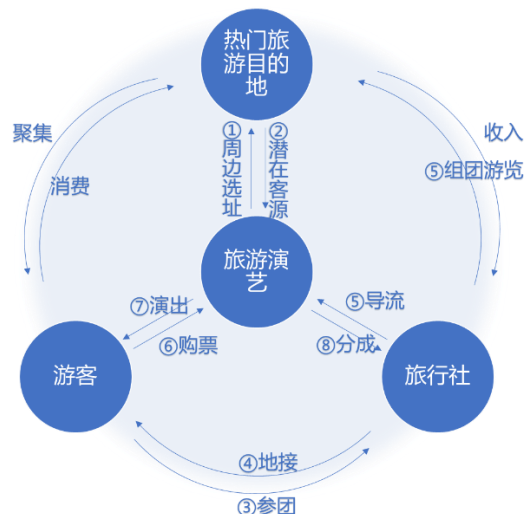 热门旅
游目的
地
聚集
消费
①周边选址
②潜在客源
收入
⑤组团游览
旅游演
艺
⑦演出
⑥购票
⑤导流
⑧分成
游客
旅行社
④地接
③参团